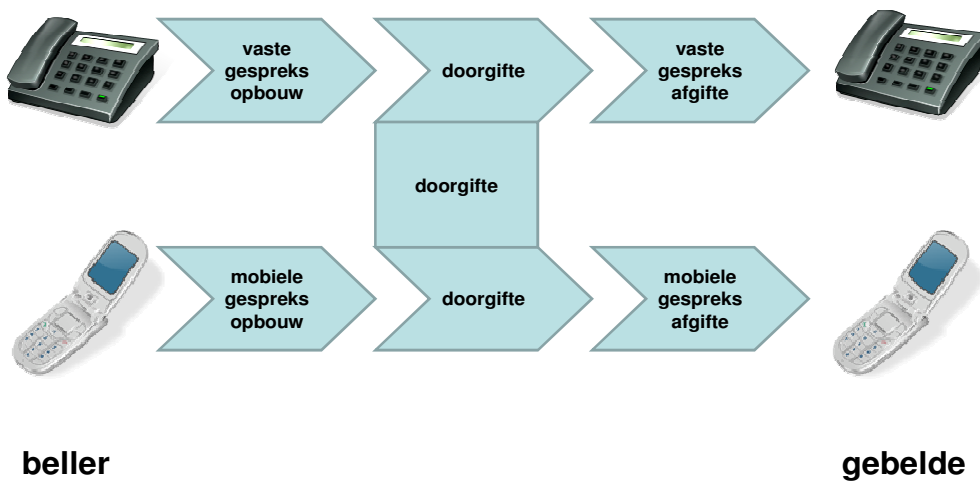 vaste
gespreks
opbouw
doorgifte
vaste
gespreks
afgifte
doorgifte
mobiele
gespreks
opbouw
doorgifte
mobiele
gespreks
afgifte
beller
gebelde